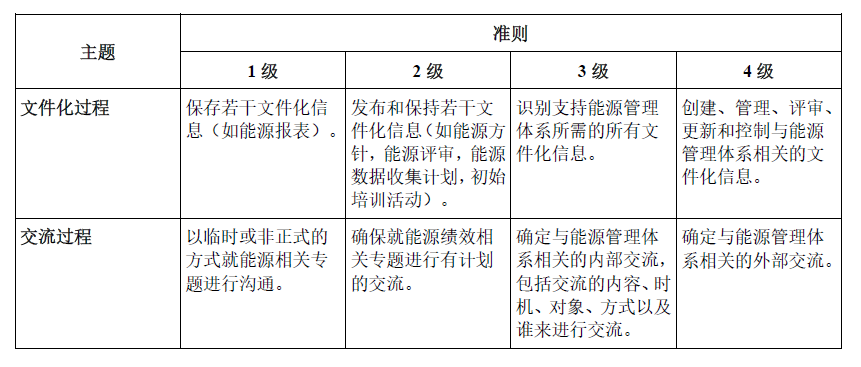 主题
准则
1 级
2 级
3 级
4 级
文件化过程
保存若干文件化信
息（如能源报表）。
发布和保持若干文
件化信息（如能源方
针，能源评审，能源
数据收集计划，初始
培训活动）。
识别支持能源管理
体系所需的所有文
件化信息。
创建、管理、评审、
更新和控制与能源
管理体系相关的文
件化信息。
交流过程
以临时或非正式的
方式就能源相关专
题进行沟通。
确保就能源绩效相
关专题进行有计划
的交流。
确定与能源管理体
系相关的内部交流，
包括交流的内容、时
机、对象、方式以及
谁来进行交流。
确定与能源管理体
系相关的外部交流。